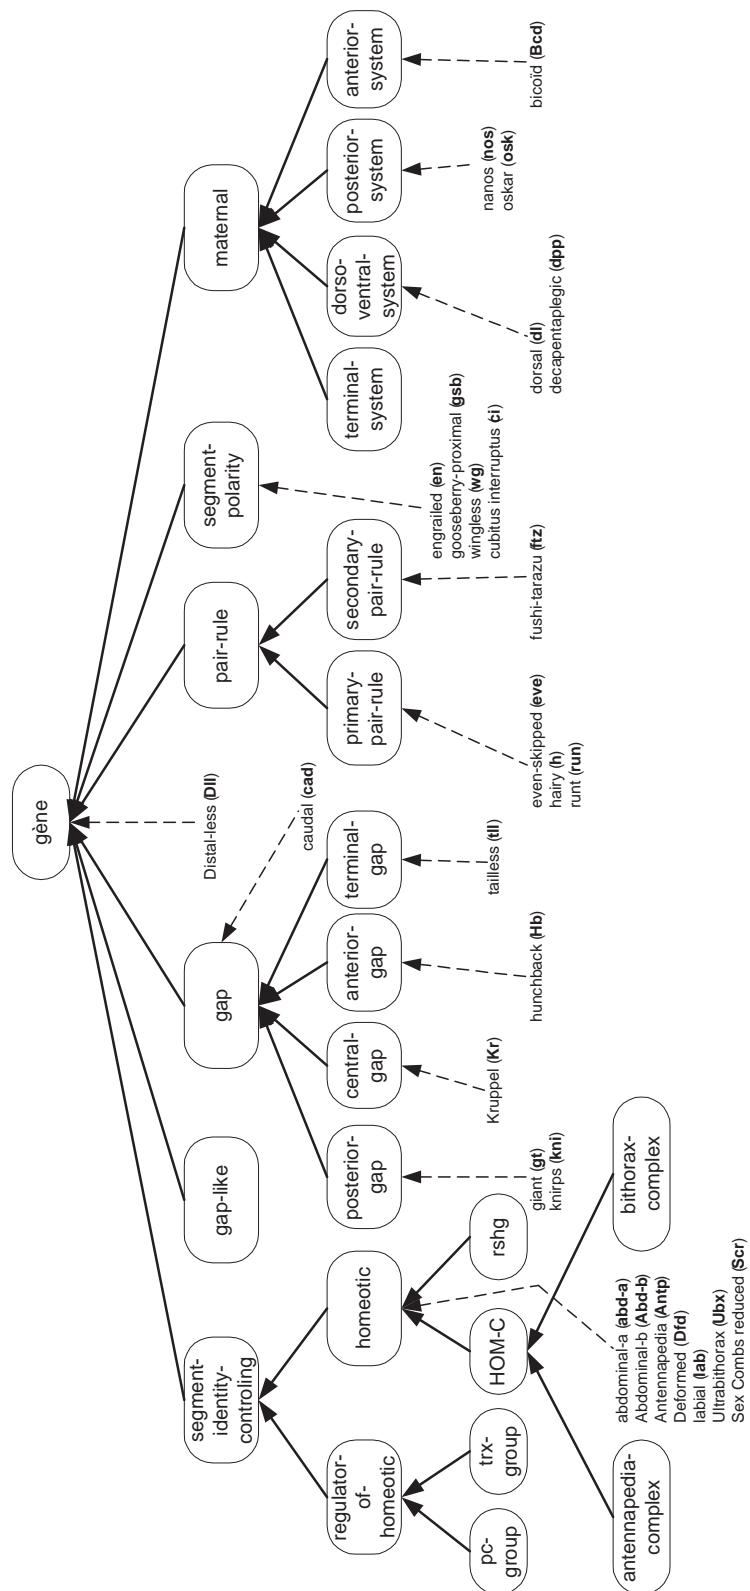 gène
segment-
identity-
controling
gap-like
gap
Distal-less (Dll)
caudal (cad)
pair-rule
segment-
polarity
maternal
regulator-
of-
homeotic
homeotic
posterior-
gap
central-
gap
anterior-
gap
terminal-
gap
primary-
pair-rule
secondary-
pair-rule
terminal-
system
dorso-
ventral-
system
posterior-
system
anterior-
system
engrailed (en)
gooseberry-proximal (gsb)
wingless (wg)
cubitus interruptus (ci)
pc-
group
trx-
group
HOM-C
rshg
giant (gt)
knirps (kni)
Kruppel (Kr)
hunchback (Hb)
tailless (tll)
even-skipped (eve)
hairy (h)
runt (run)
fushi-tarazu (ftz)
dorsal (dl)
decapentaplegic (dpp)
nanos (nos)
oskar (osk)
bicoïd (Bcd)
antennapedia-
complex
abdominal-a (abd-a)
Abdominal-b (Abd-b)
Antennapedia (Antp)
Deformed (Dfd)
labial (lab)
Ultrabithorax (Ubx)
Sex Combs reduced (Scr)
bithorax-
complex